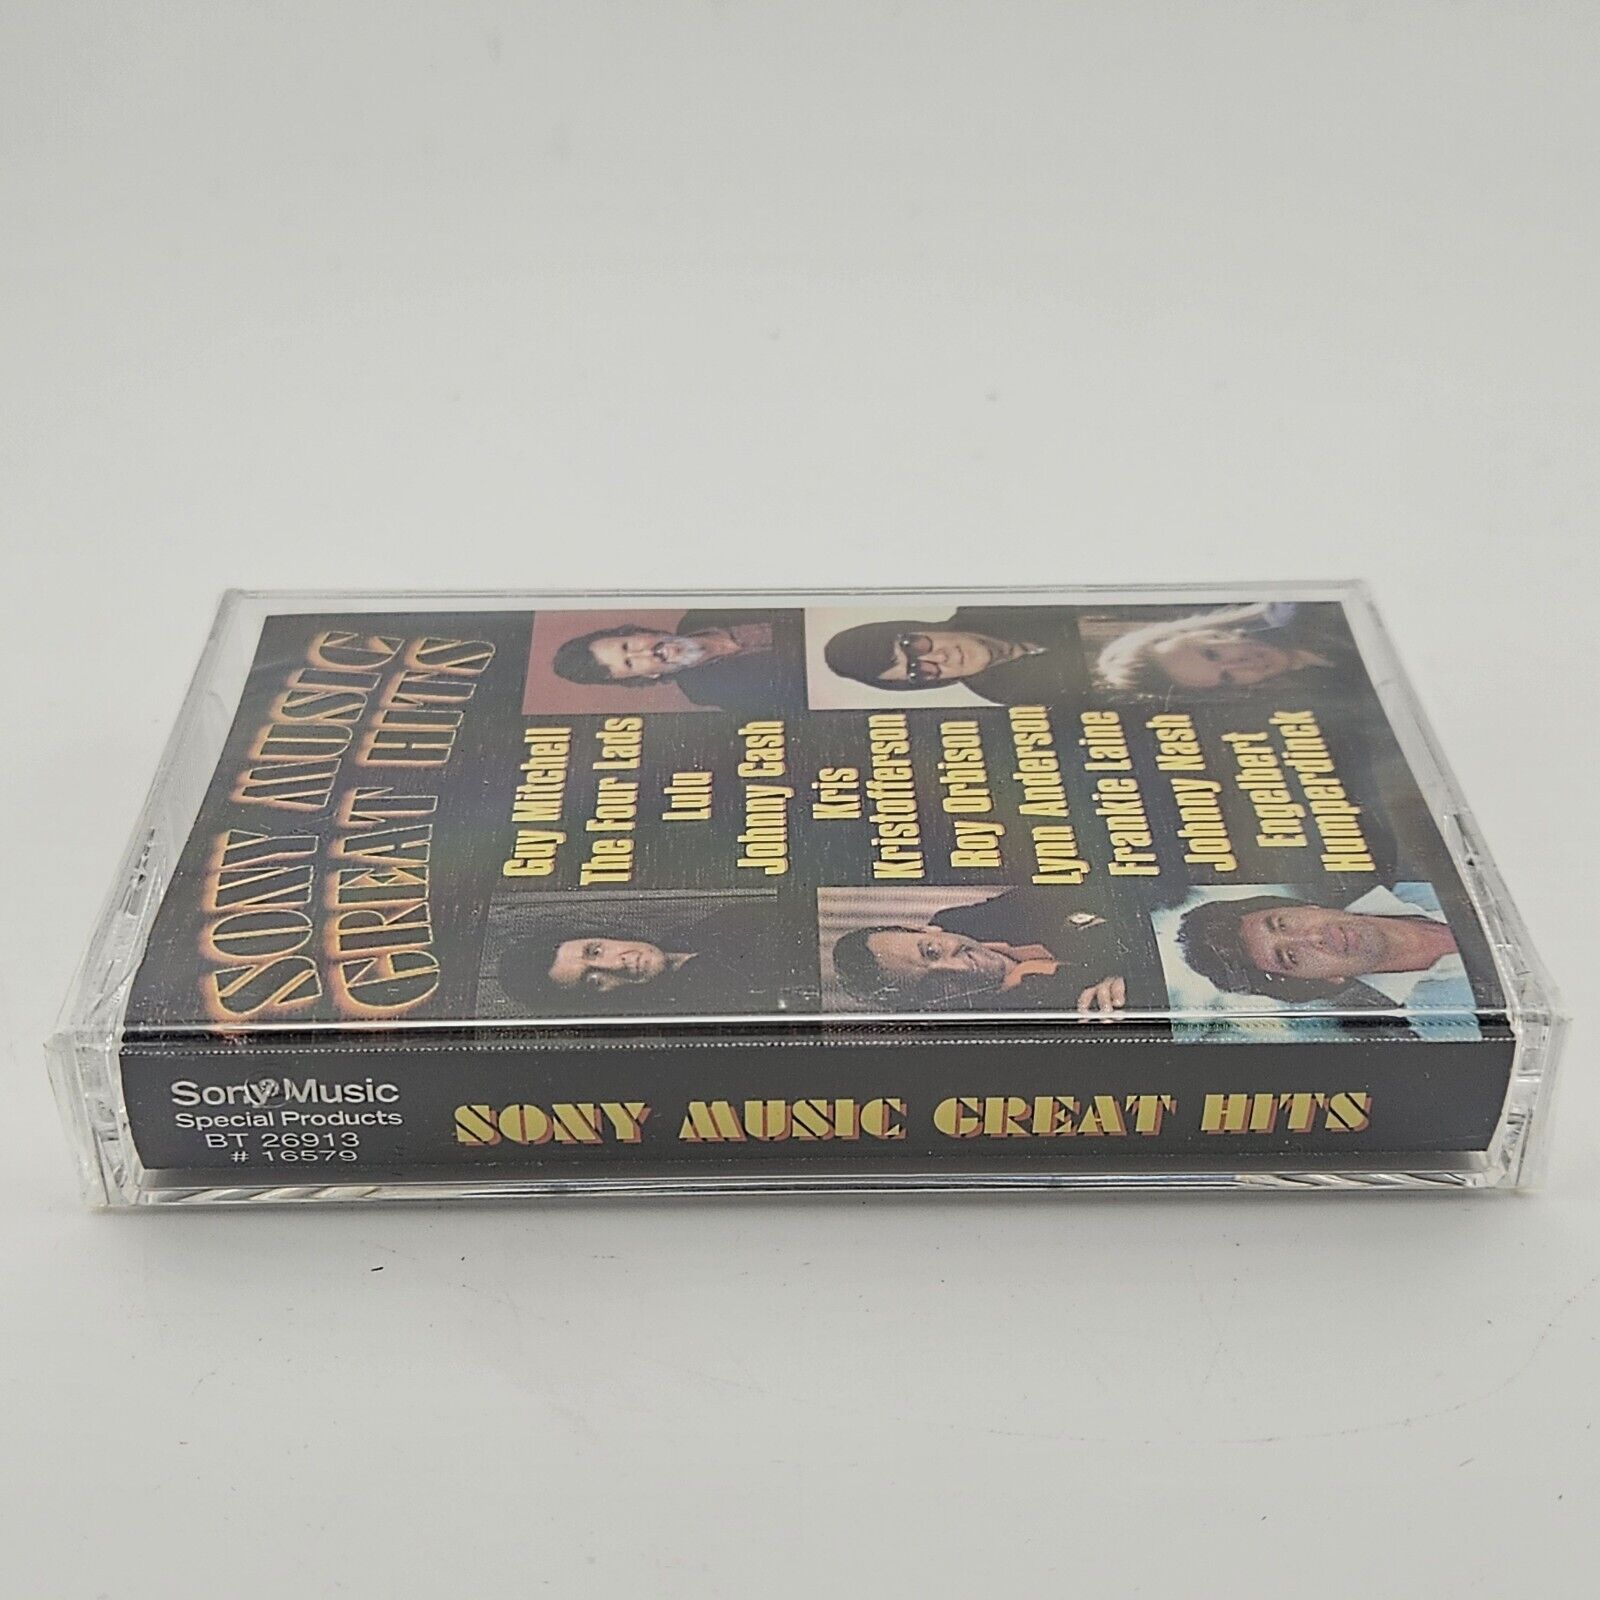 SONY MUSIC
GREAT HITS
Guy Mitchell
The Four Lads
Lulu
Johnny Cash
Kris
Kristofferson
Roy Orbison
Lynn Anderson
Frankie Laine
Johnny Nash
Engelbert
Humperdinck
Sony Music
Special Products
BT 26913
# 16579
SONY MUSIC GREAT HITS